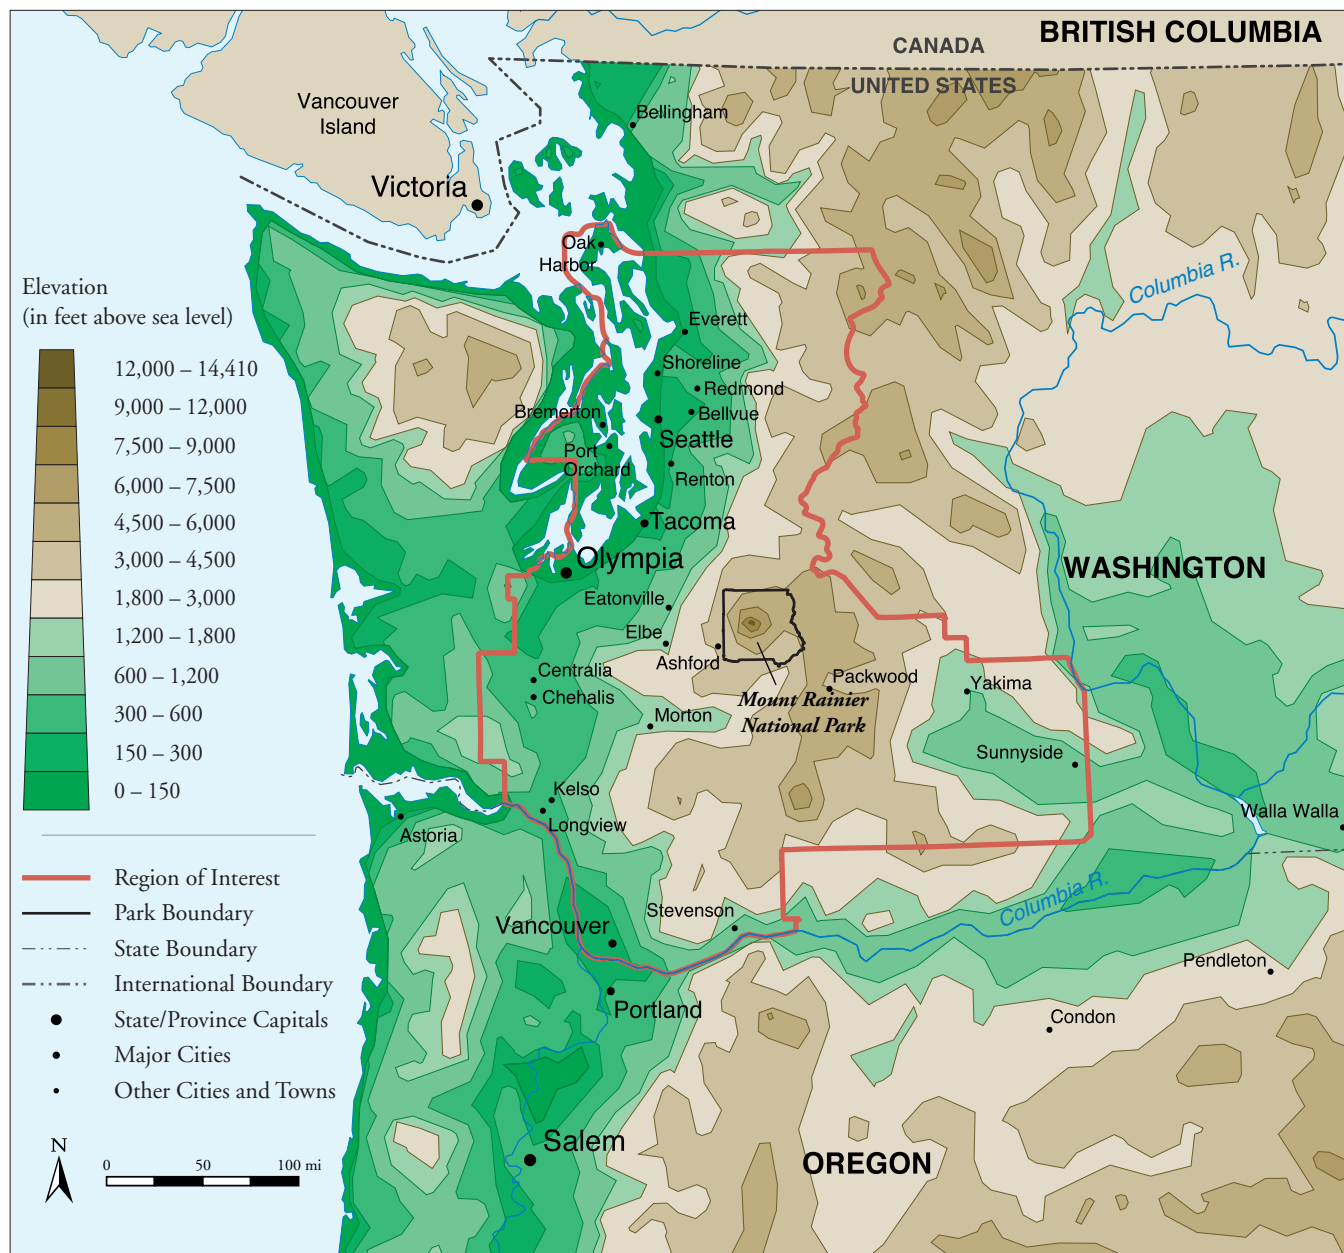 BRITISH COLUMBIA
CANADA
UNITED STATES
Vancouver
Island
Bellingham
Victoria
Oak
Harbor
Columbia R.
Elevation
(in feet above sea level)
12,000 – 14,410
9,000 – 12,000
7,500 – 9,000
6,000 – 7,500
4,500 – 6,000
3,000 – 4,500
1,800 – 3,000
1,200 – 1,800
600 – 1,200
300 – 600
150 – 300
0 – 150
Everett
Shoreline
Redmond
Bremerton
Bellvue
Seattle
Port
Orchard
Renton
Tacoma
Olympia
WASHINGTON
Eatonville
Elbe
Ashford
Centralia
Packwood
Yakima
Chehalis
Mount Rainier
National Park
Morton
Sunnyside
Kelso
Longview
Astoria
Walla Walla
Columbia R.
Stevenson
Vancouver
Pendleton
Portland
Condon
Salem
OREGON
Region of Interest
Park Boundary
State Boundary
International Boundary
State/Province Capitals
Major Cities
Other Cities and Towns
N
0 50 100 mi